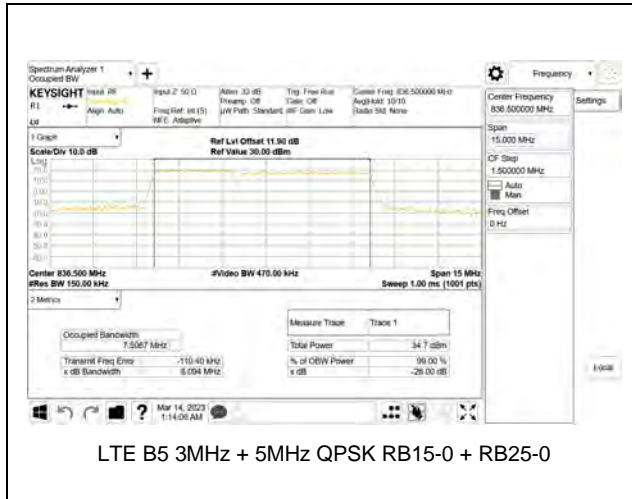 Spectrum Analyzer 1
Occupied BW
+
Frequency
KEYSIGHT Input: RF
R1
Align: Auto
Input Z: 50 Ω
Freq Ref: Int (S)
NFE: Adaptive
Atten: 32 dB
Preamp: Off
µW Path: Standard
Trig: Free Run
Gate: Off
#IF Gain: Low
Center Freq: 836.500000 MHz
Avg|Hold: 10/10
Radio Std: None
Center Frequency
836.500000 MHz
Settings
Span
15.000 MHz
CF Step
1.500000 MHz
Auto
Man
Freq Offset
0 Hz
1 Graph
Scale/Div 10.0 dB
Ref Lvl Offset 11.90 dB
Ref Value 30.00 dBm
Log
Center 836.500 MHz
#Video BW 470.00 kHz
Span 15 MHz
#Res BW 150.00 kHz
Sweep 1.00 ms (1001 pts)
2 Metrics
Measure Trace Trace 1
Occupied Bandwidth
7.5067 MHz
Total Power 34.7 dBm
Transmit Freq Error -110.40 kHz
% of OBW Power 99.00 %
x dB Bandwidth 8.094 MHz
x dB -26.00 dB
Local
? Mar 14, 2023
1:14:06 AM
LTE B5 3MHz + 5MHz QPSK RB15-0 + RB25-0